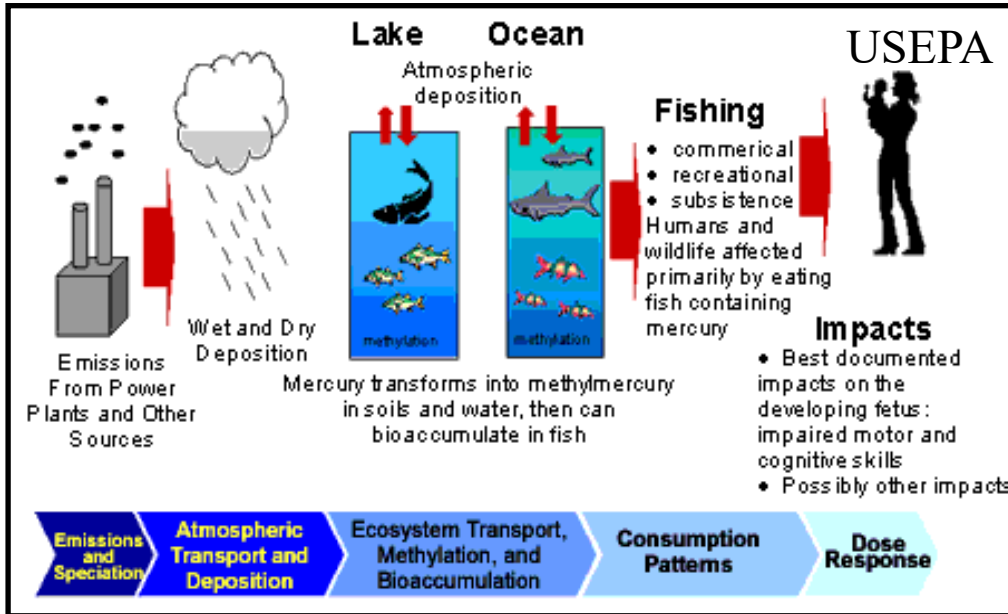 Lake
Ocean
USEPA
Atmospheric
deposition
Fishing
• commerical
• recreational
• subsistence
Humans and
wildlife affected
primarily by eating
fish containing
mercury
methylation
methylation
Wet and Dry
Deposition
Emissions
From Power
Plants and Other
Sources
Mercury transforms into methylmercury
in soils and water, then can
bioaccumulate in fish
Impacts
• Best documented
impacts on the
developing fetus:
impaired motor and
cognitive skills
• Possibly other impacts
Emissions
and
Speciation
Atmospheric
Transport and
Deposition
Ecosystem Transport,
Methylation, and
Bioaccumulation
Consumption
Patterns
Dose
Response